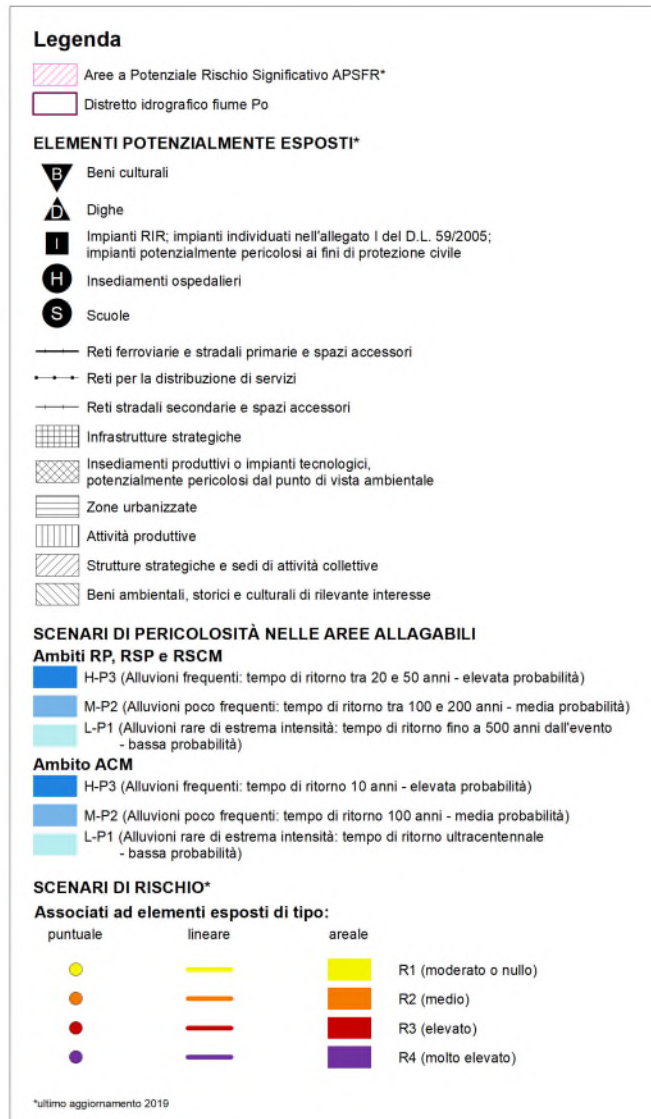 Legenda
Aree a Potenziale Rischio Significativo APSFR*
Distretto idrografico fiume Po
ELEMENTI POTENZIALMENTE ESPOSTI*
B Beni culturali
D Dighe
I Impianti RIR; impianti individuati nell'allegato I del D.L. 59/2005;
impianti potenzialmente pericolosi ai fini di protezione civile
H Insediamenti ospedalieri
S Scuole
Reti ferroviarie e stradali primarie e spazi accessori
Reti per la distribuzione di servizi
Reti stradali secondarie e spazi accessori
Infrastrutture strategiche
Insediamenti produttivi o impianti tecnologici,
potenzialmente pericolosi dal punto di vista ambientale
Zone urbanizzate
Attività produttive
Strutture strategiche e sedi di attività collettive
Beni ambientali, storici e culturali di rilevante interesse
SCENARI DI PERICOLOSITÀ NELLE AREE ALLAGABILI
Ambiti RP, RSP e RSCM
H-P3 (Alluvioni frequenti: tempo di ritorno tra 20 e 50 anni - elevata probabilità)
M-P2 (Alluvioni poco frequenti: tempo di ritorno tra 100 e 200 anni - media probabilità)
L-P1 (Alluvioni rare di estrema intensità: tempo di ritorno fino a 500 anni dall'evento
- bassa probabilità)
Ambito ACM
H-P3 (Alluvioni frequenti: tempo di ritorno 10 anni - elevata probabilità)
M-P2 (Alluvioni poco frequenti: tempo di ritorno 100 anni - media probabilità)
L-P1 (Alluvioni rare di estrema intensità: tempo di ritorno ultracentennale
- bassa probabilità)
SCENARI DI RISCHIO*
Associati ad elementi esposti di tipo:
puntuale lineare areale
R1 (moderato o nullo)
R2 (medio)
R3 (elevato)
R4 (molto elevato)
*ultimo aggiornamento 2019